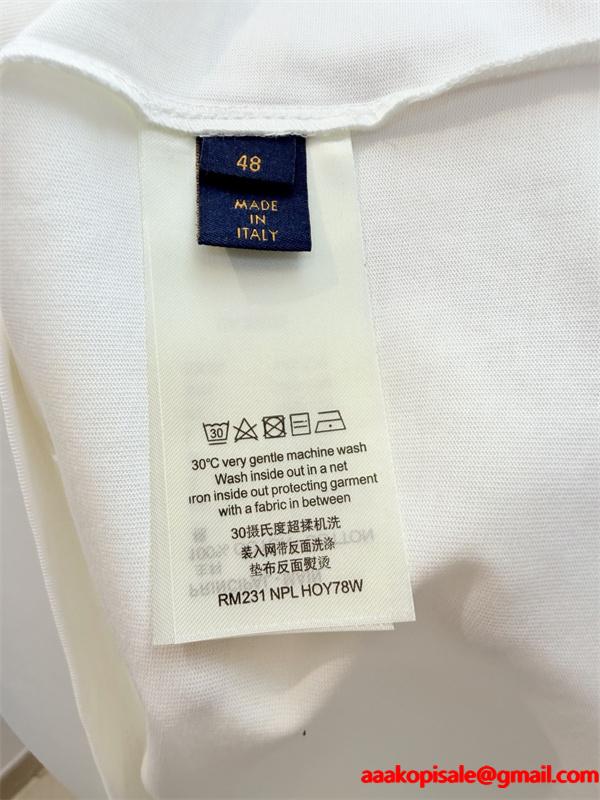 48
MADE
IN
ITALY
30
30°C very gentle machine wash
Wash inside out in a net
iron inside out protecting garment
with a fabric in between
30摄氏度超揉机洗
装入网带反面洗涤
垫布反面熨烫
RM231 NPL HOY78W
aaakopisale@gmail.com